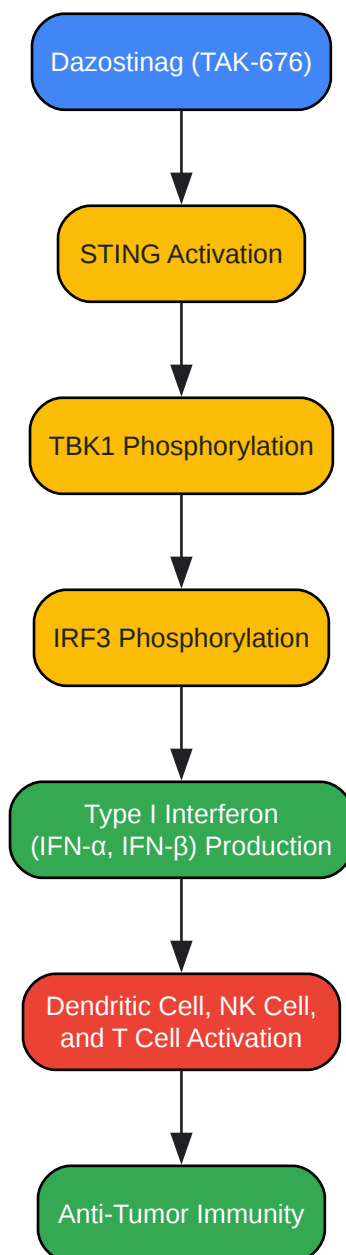 Dazostinag (TAK-676)
STING Activation
TBK1 Phosphorylation
IRF3 Phosphorylation
Type I Interferon
(IFN-α, IFN-β) Production
Dendritic Cell, NK Cell,
and T Cell Activation
Anti-Tumor Immunity